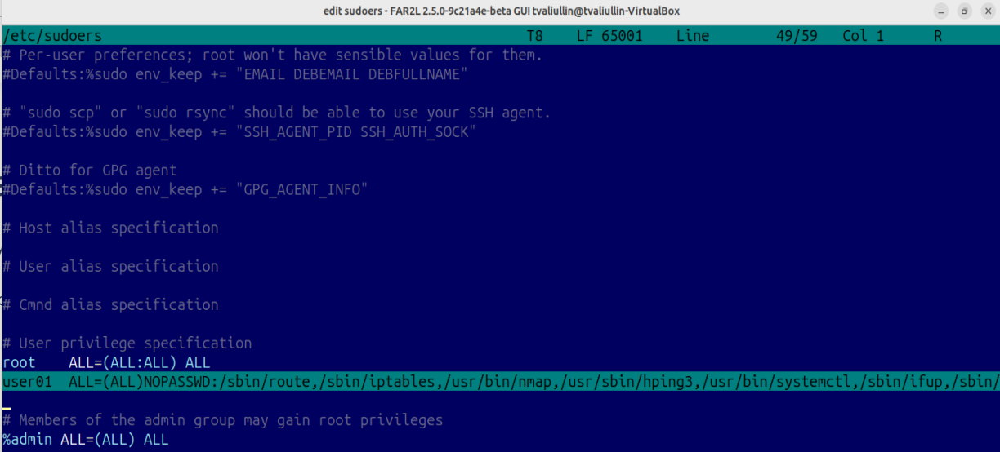 edit sudoers - FAR2L 2.5.0-9c21a4e-beta GUI tvaliullin@tvaliullin-VirtualBox
/etc/sudoers T8 LF 65001 Line 49/59 Col 1 R
# Per-user preferences; root won't have sensible values for them.
#Defaults:%sudo env_keep += "EMAIL DEBEMAIL DEBFULLNAME"
# "sudo scp" or "sudo rsync" should be able to use your SSH agent.
#Defaults:%sudo env_keep += "SSH_AGENT_PID SSH_AUTH_SOCK"
# Ditto for GPG agent
#Defaults:%sudo env_keep += "GPG_AGENT_INFO"
# Host alias specification
# User alias specification
# Cmnd alias specification
# User privilege specification
root ALL=(ALL:ALL) ALL
user01 ALL=(ALL)NOPASSWD:/sbin/route,/sbin/iptables,/usr/bin/nmap,/usr/sbin/hping3,/usr/bin/systemctl,/sbin/ifup,/sbin/
# Members of the admin group may gain root privileges
%admin ALL=(ALL) ALL